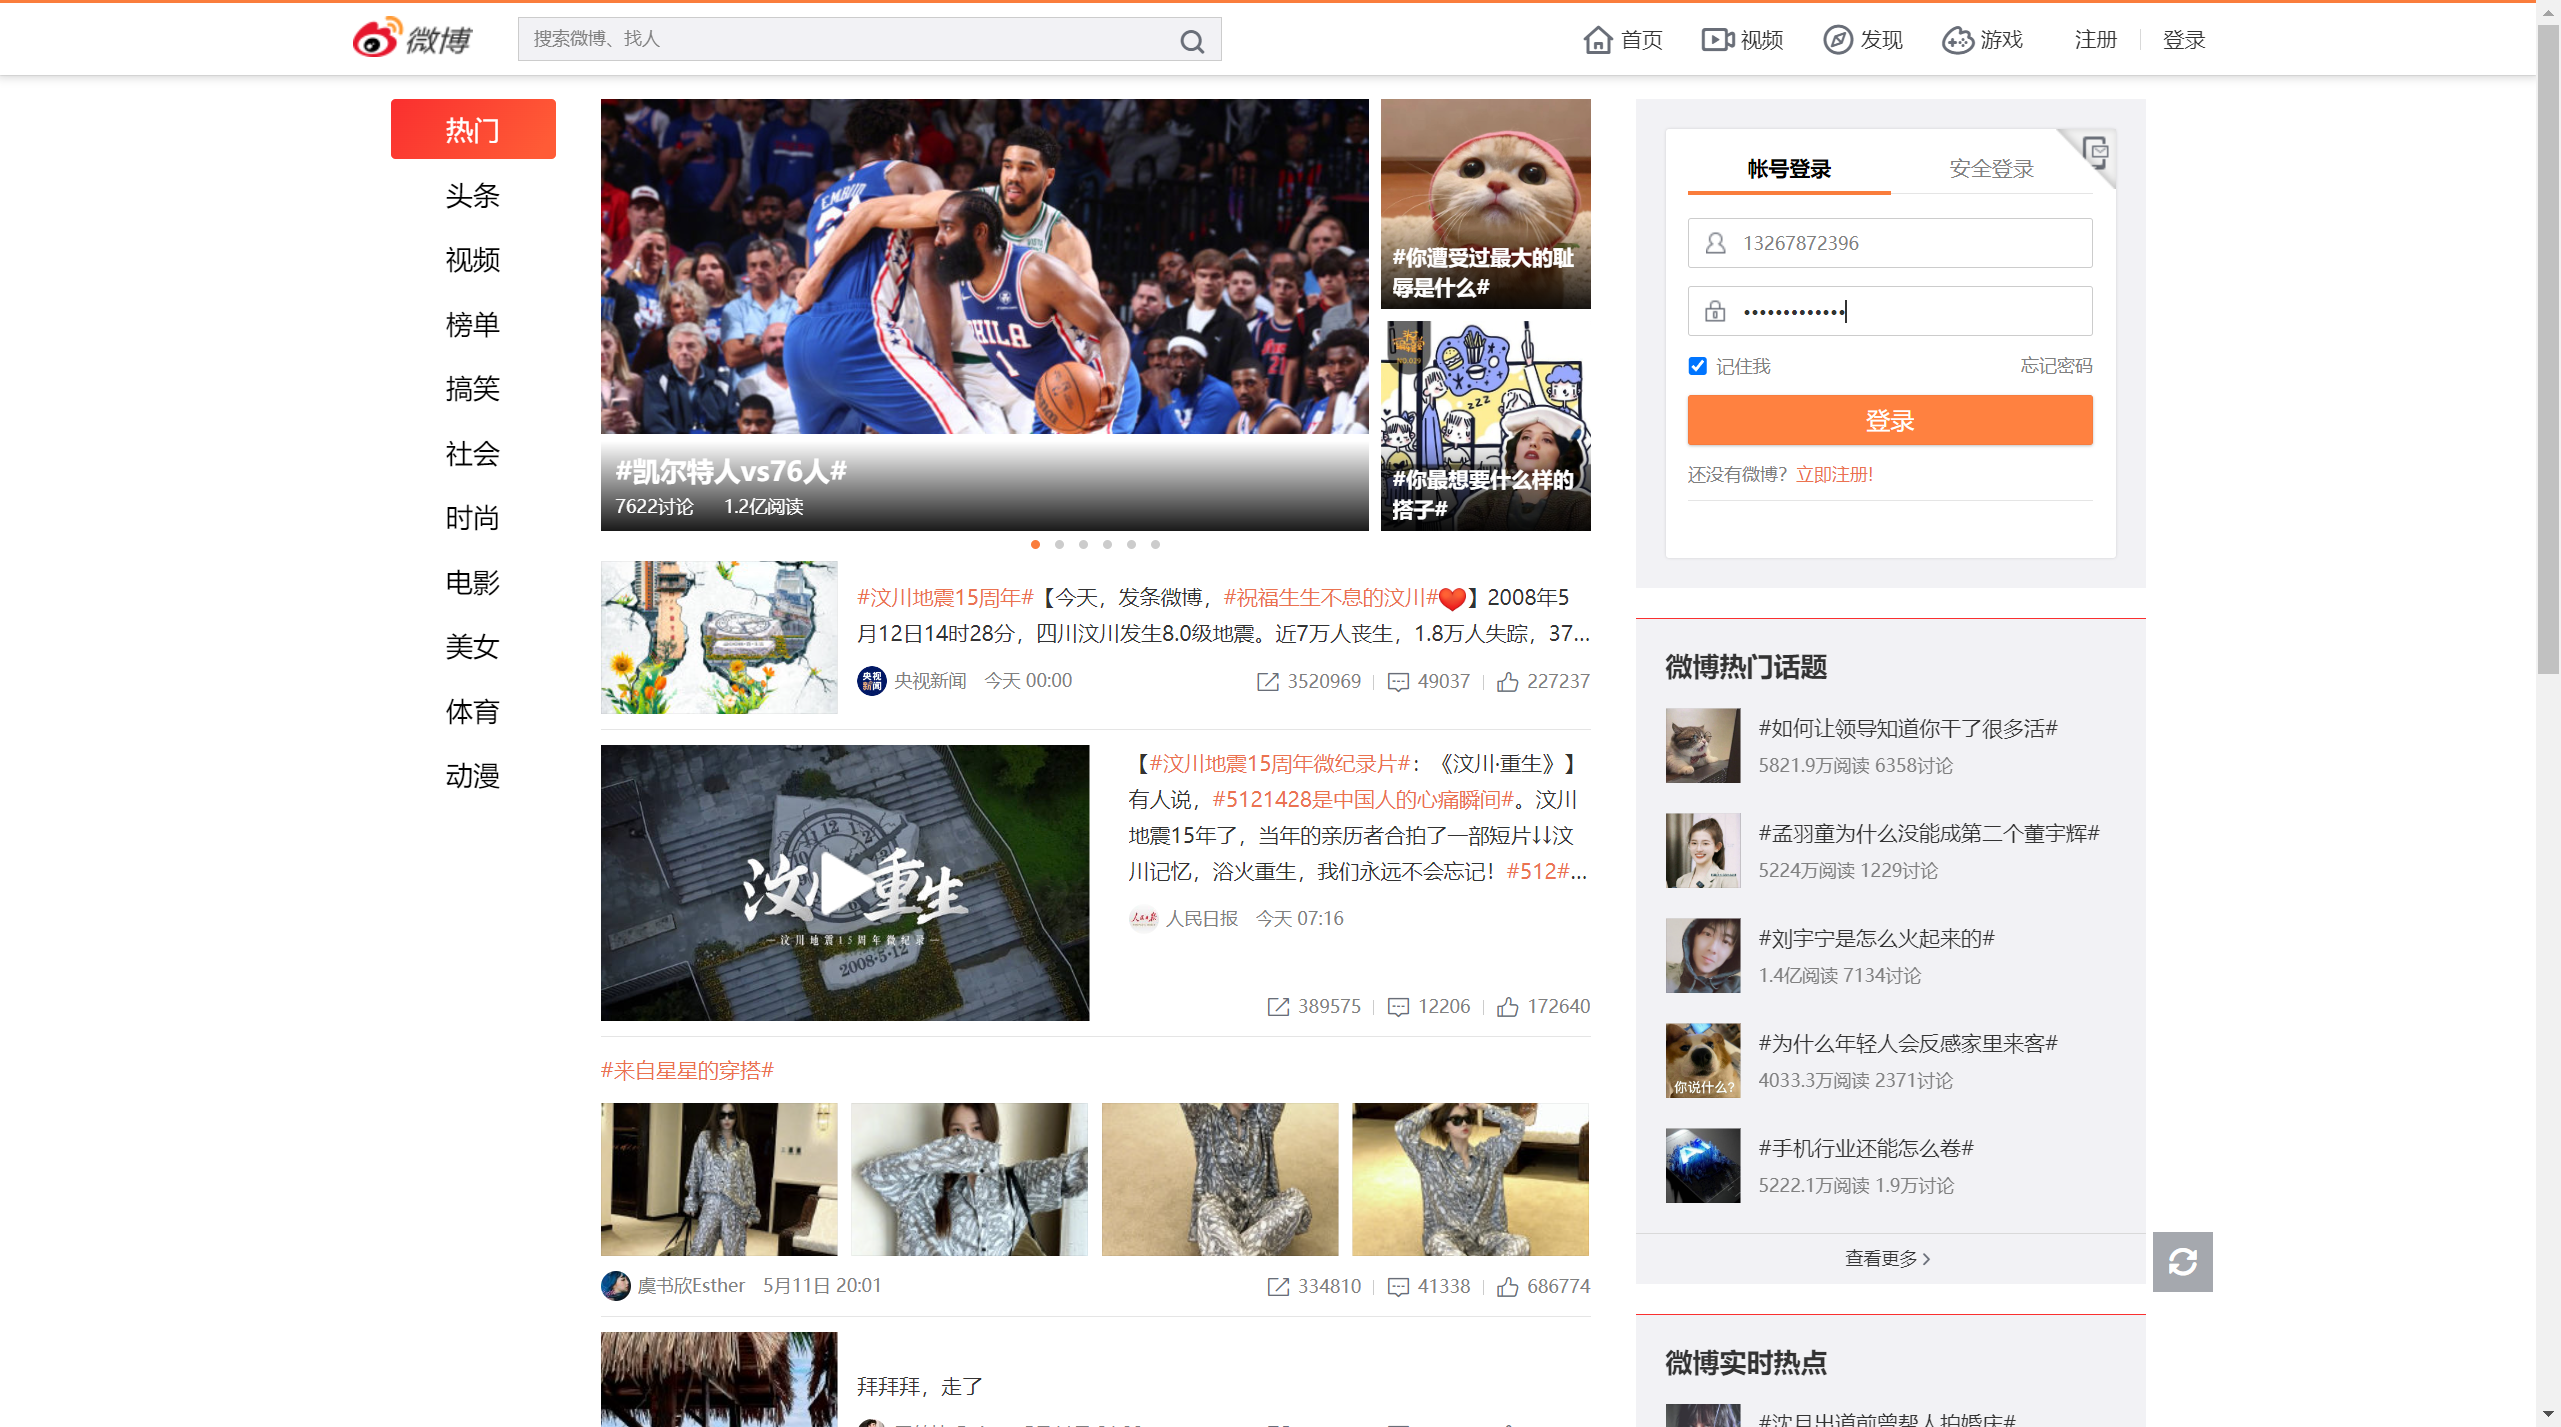 微博
搜索微博、找人
首页
视频
发现
游戏
注册
登录
热门
头条
视频
榜单
搞笑
社会
时尚
电影
美女
体育
动漫
#凯尔特人vs76人#
7622讨论 1.2亿阅读
#你遭受过最大的耻
辱是什么#
#你最想要什么样的
搭子#
#汶川地震15周年#【今天，发条微博，#祝福生生不息的汶川#❤】2008年5
月12日14时28分，四川汶川发生8.0级地震。近7万人丧生，1.8万人失踪，37...
央视新闻 今天 00:00
3520969 49037 227237
汶川重生
—汶川地震15周年微纪录—
2008·5·12
【#汶川地震15周年微纪录片#：《汶川·重生》】
有人说，#5121428是中国人的心痛瞬间#。汶川
地震15年了，当年的亲历者合拍了一部短片↓↓汶
川记忆，浴火重生，我们永远不会忘记！#512#...
人民日报 今天 07:16
389575 12206 172640
#来自星星的穿搭#
虞书欣Esther 5月11日 20:01
334810 41338 686774
拜拜拜，走了
帐号登录
安全登录
13267872396
•••••••••••••
记住我
忘记密码
登录
还没有微博？立即注册!
微博热门话题
#如何让领导知道你干了很多活#
5821.9万阅读 6358讨论
#孟羽童为什么没能成第二个董宇辉#
5224万阅读 1229讨论
#刘宇宁是怎么火起来的#
1.4亿阅读 7134讨论
#为什么年轻人会反感家里来客#
4033.3万阅读 2371讨论
你说什么?
#手机行业还能怎么卷#
5222.1万阅读 1.9万讨论
查看更多
微博实时热点
#沈月出道前曾帮人拍婚庆#